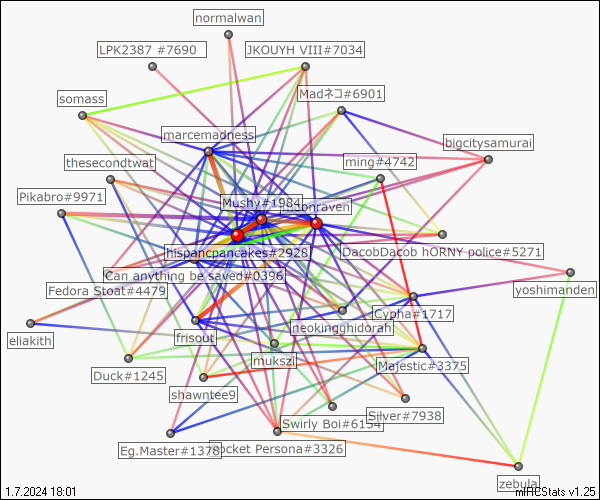 normalwan
LPK2387 #7690
JKOUYH VIII#7034
Madネコ#6901
somass
marcemadness
bigcitysamurai
thesecondtwat
ming#4742
Pikabro#9971
Mushy#1984
moonraven
hispancpancakes#2928
DacobDacob hORNY police#5271
Can anything be saved#0396
Fedora Stoat#4479
yoshimanden
Cypha#1717
neokingghidorah
eliakith
frisout
mukszi
Majestic#3375
Duck#1245
shawntee9
Silver#7938
Swirly Boi#6154
Eg.Master#1378
Pocket Persona#3326
zebula
1.7.2024 18:01
mIRCStats v1.25